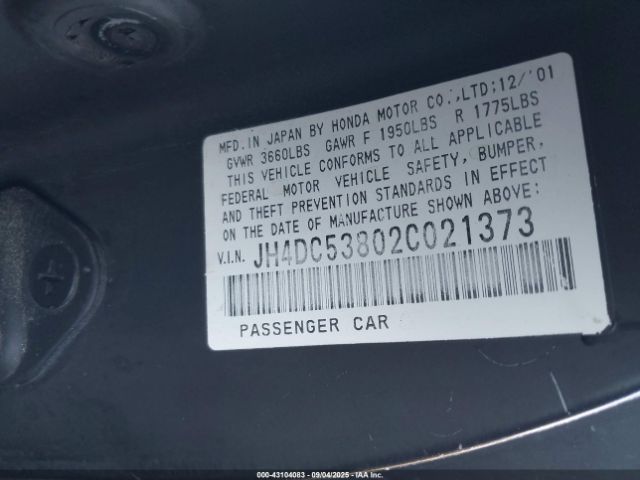 MFD.IN JAPAN BY HONDA MOTOR CO.,LTD;12/'01
GVWR 3660LBS GAWR F 1950LBS R 1775LBS
THIS VEHICLE CONFORMS TO ALL APPLICABLE
FEDERAL MOTOR VEHICLE SAFETY, BUMPER,
AND THEFT PREVENTION STANDARDS IN EFFECT
ON THE DATE OF MANUFACTURE SHOWN ABOVE:
V.I.N. JH4DC53802C021373
PASSENGER CAR
000-43104083 - 09/04/2025 - IAAI.COM